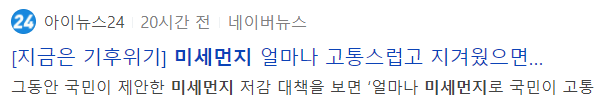 24 아이뉴스24 20시간 전 네이버뉴스
[지금은 기후위기] 미세먼지 얼마나 고통스럽고 지겨웠으면...
그동안 국민이 제안한 미세먼지 저감 대책을 보면 ‘얼마나 미세먼지로 국민이 고통